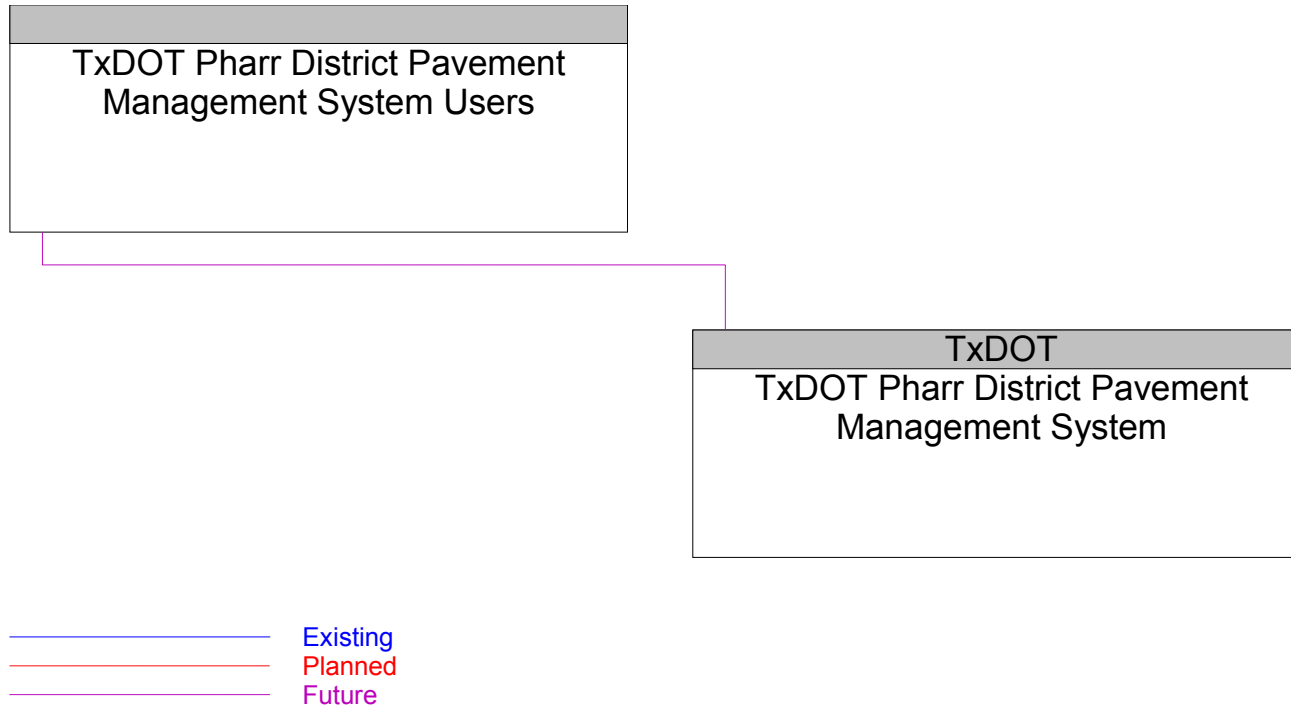 TxDOT Pharr District Pavement
Management System Users
TxDOT
TxDOT Pharr District Pavement
Management System
Existing
Planned
Future